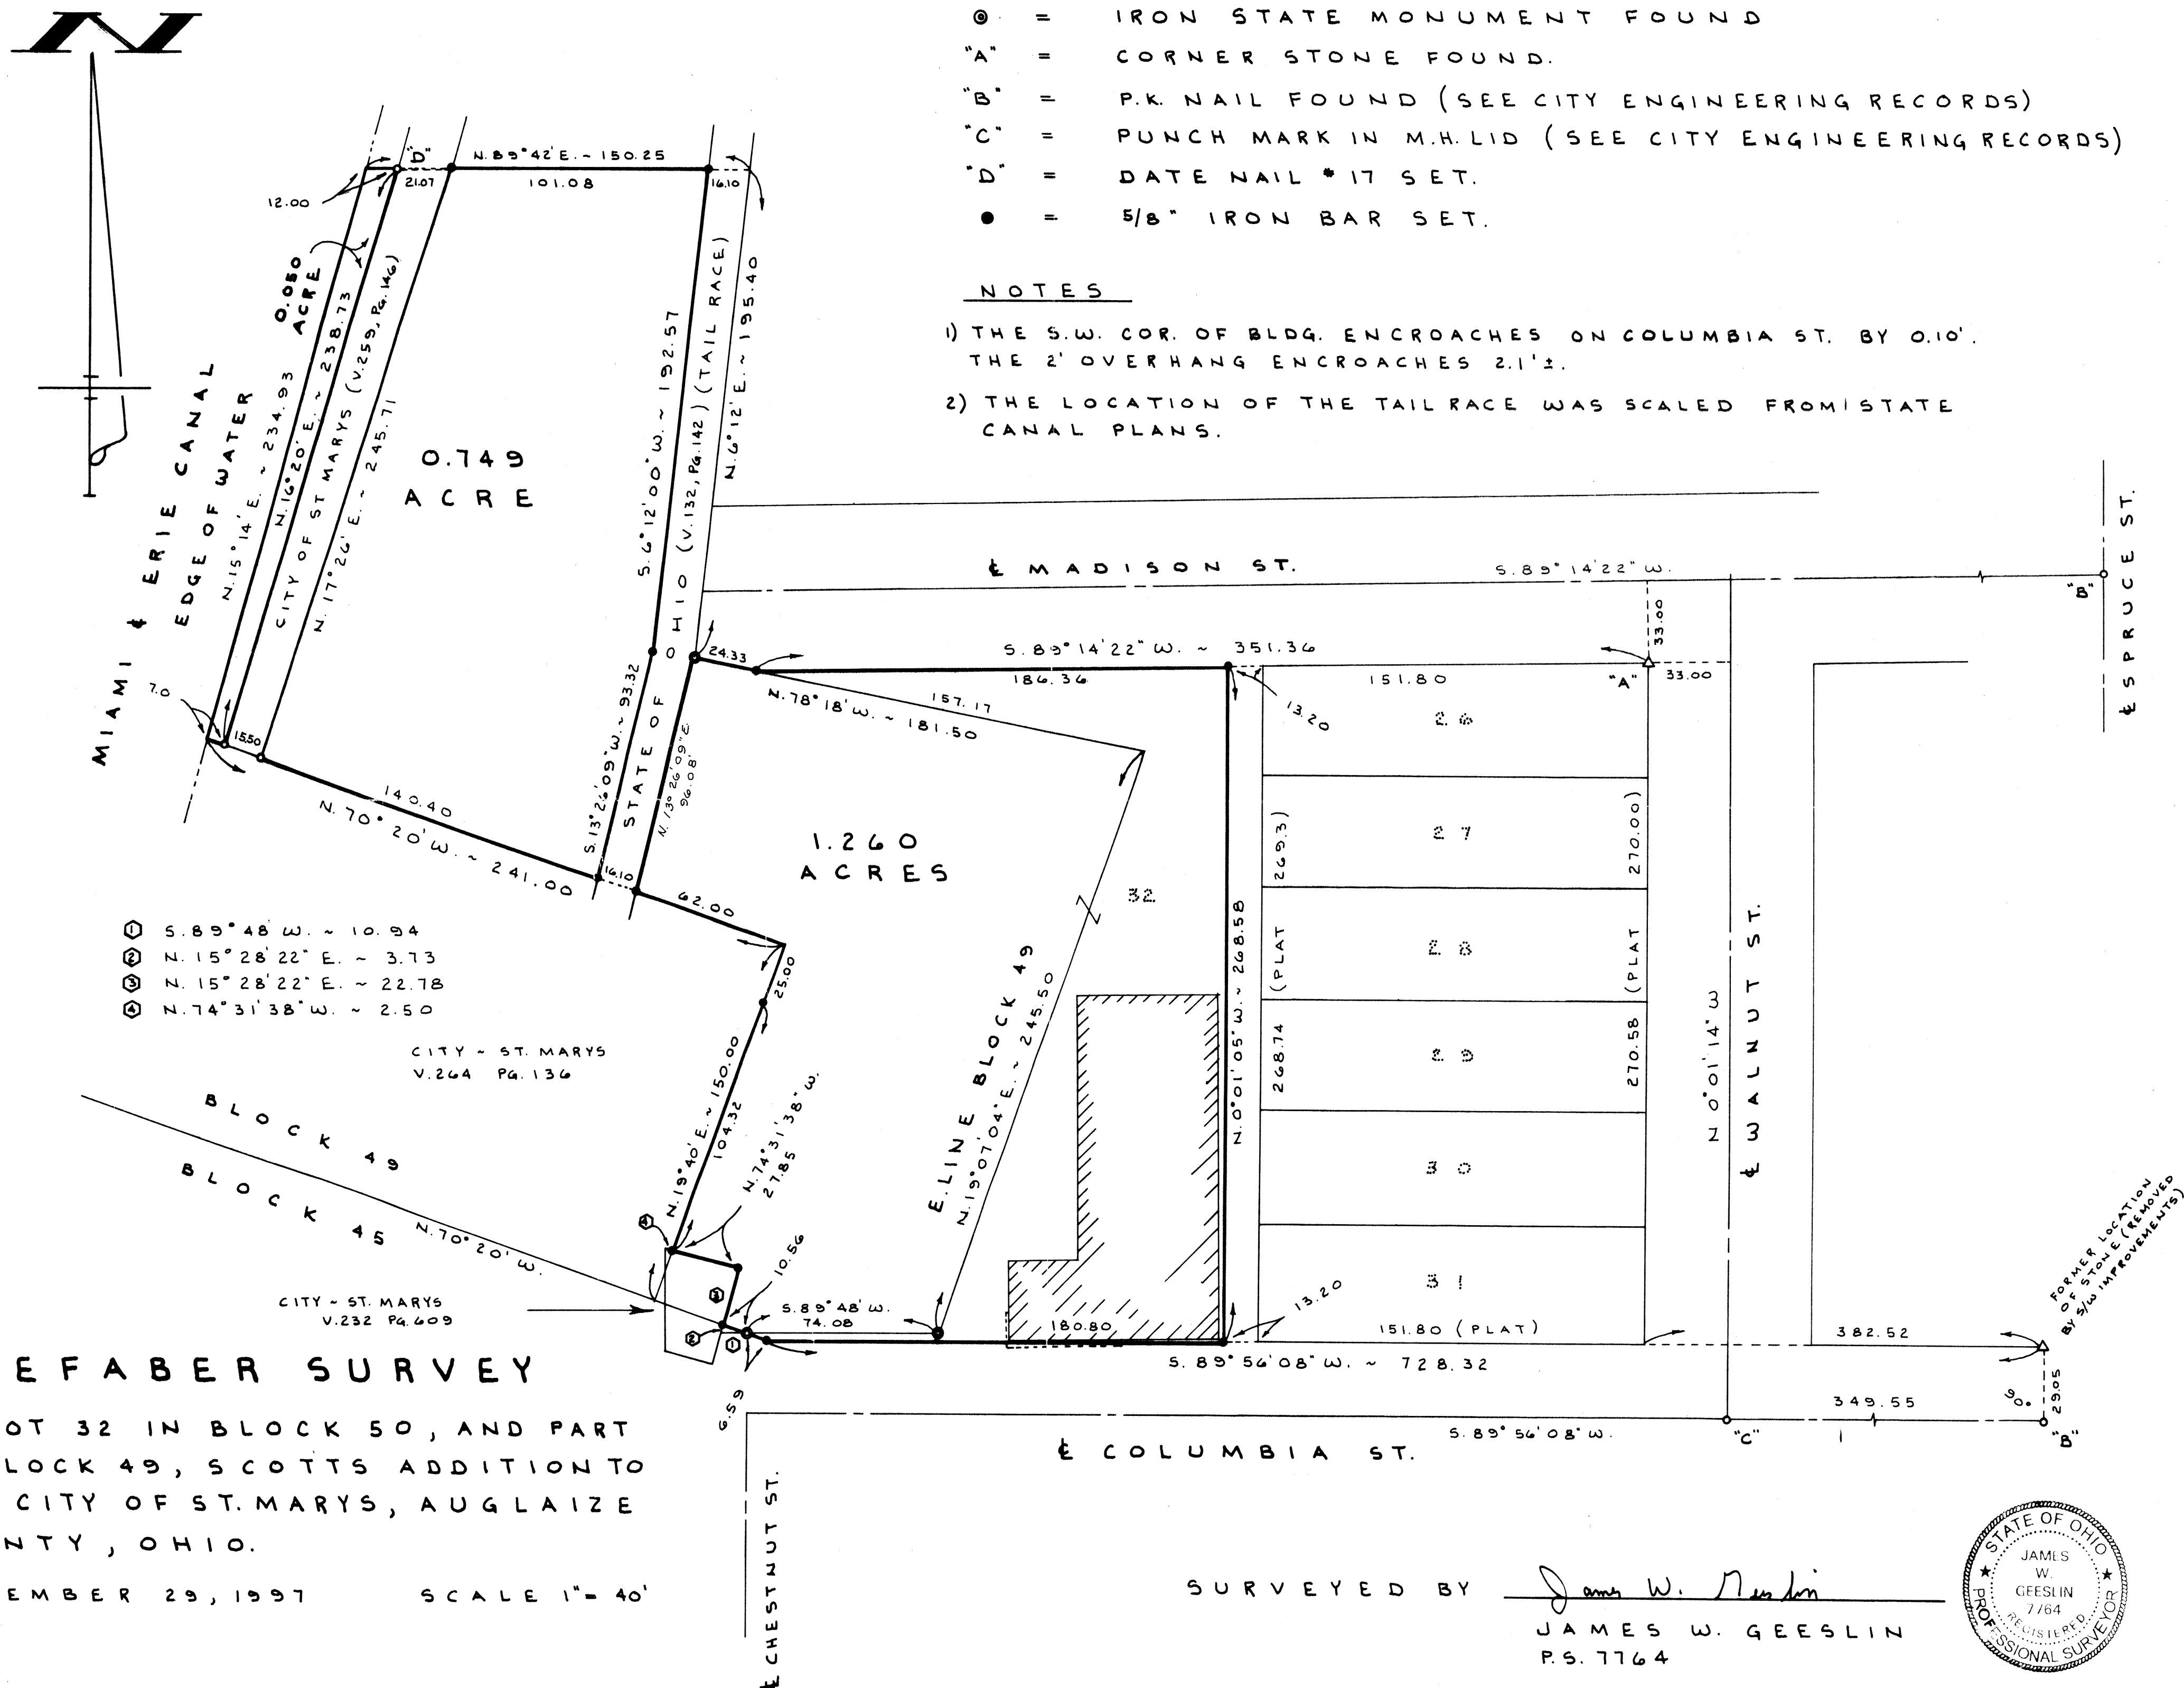 N
◎ = IRON STATE MONUMENT FOUND
"A" = CORNER STONE FOUND.
"B" = P.K. NAIL FOUND (SEE CITY ENGINEERING RECORDS)
"C" = PUNCH MARK IN M.H. LID (SEE CITY ENGINEERING RECORDS)
"D" = DATE NAIL # 17 SET.
● = 5/8" IRON BAR SET.
NOTES
1) THE S.W. COR. OF BLDG. ENCROACHES ON COLUMBIA ST. BY 0.10'.
THE 2' OVERHANG ENCROACHES 2.1'±.
2) THE LOCATION OF THE TAIL RACE WAS SCALED FROM STATE
CANAL PLANS.
"D"
N. 89° 42' E. ~ 150.25
21.07
101.08
16.10
12.00
0.050
ACRE
MIAMI & ERIE CANAL
EDGE OF WATER
N. 15° 14' E. ~ 234.93
N. 16° 20' E. ~ 238.73
CITY OF ST MARYS (V.259, PG. 146)
N. 17° 26' E. ~ 245.71
0.749
ACRE
S. 6° 12' 00" W. ~ 192.57
STATE OF OHIO (V.132, PG.142) (TAIL RACE)
N. 6° 12' E. ~ 195.40
℄ MADISON ST.
S. 89° 14' 22" W.
"B"
℄ SPRUCE ST.
33.00
24.33
S. 89° 14' 22" W. ~ 351.36
186.36
151.80
"A"
33.00
157.17
N. 78° 18' W. ~ 181.50
13.20
7.0
15.50
140.40
N. 70° 20' W. ~ 241.00
S. 13° 26' 09" W. ~ 93.32
N. 13° 26' 09" E
96.08'
16.10
62.00
1.260
ACRES
32
26
27
28
29
30
31
(PLAT 269.3)
268.74
(PLAT 270.00)
270.58
N. 0° 01' 05" W. ~ 268.58
N 0° 01' 14" W
℄ WALNUT ST.
① S. 89° 48' W. ~ 10.94
② N. 15° 28' 22" E. ~ 3.73
③ N. 15° 28' 22" E. ~ 22.78
④ N. 74° 31' 38" W. ~ 2.50
CITY ~ ST. MARYS
V.264 PG. 136
25.00
N. 19° 40' E. ~ 150.00
104.32
N. 74° 31' 38" W.
27.85
E. LINE BLOCK 49
N. 19° 07' 04" E. ~ 245.50
BLOCK 49
BLOCK 45
N. 70° 20' W.
④
③
②
①
10.56
CITY ~ ST. MARYS
V.232 PG. 609
S. 89° 48' W.
74.08
180.80
13.20
151.80 (PLAT)
S. 89° 56' 08" W. ~ 728.32
382.52
FORMER LOCATION
OF STONE (REMOVED
BY S/W IMPROVEMENTS)
29.05
90°
349.55
6.59
S. 89° 56' 08" W.
"C"
"B"
℄ COLUMBIA ST.
℄ CHESTNUT ST.
EFABER SURVEY
OT 32 IN BLOCK 50, AND PART
LOCK 49, SCOTTS ADDITION TO
CITY OF ST. MARYS, AUGLAIZE
NTY, OHIO.
EMBER 29, 1997 SCALE 1" = 40'
SURVEYED BY James W. Geeslin
JAMES W. GEESLIN
P.S. 7764
STATE OF OHIO
JAMES
W.
GEESLIN
7764
REGISTERED
PROFESSIONAL SURVEYOR